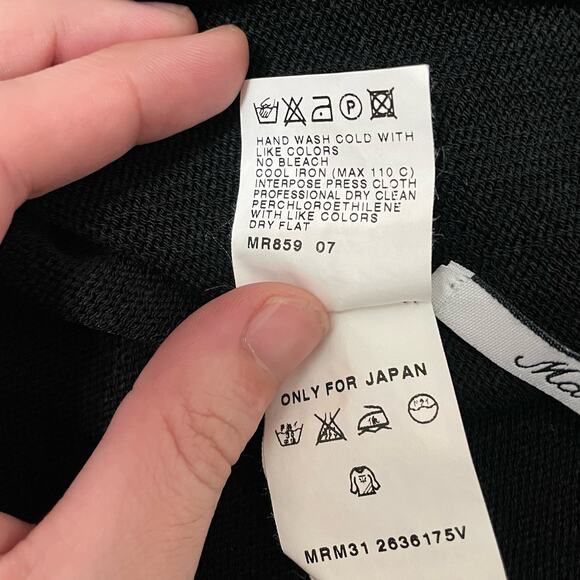 P
HAND WASH COLD WITH
LIKE COLORS
NO BLEACH
COOL IRON (MAX 110 C)
INTERPOSE PRESS CLOTH
PROFESSIONAL DRY CLEAN
PERCHLOROETHILENE
WITH LIKE COLORS
DRY FLAT
MR859 07
Ma
ONLY FOR JAPAN
MRM31 2636175V